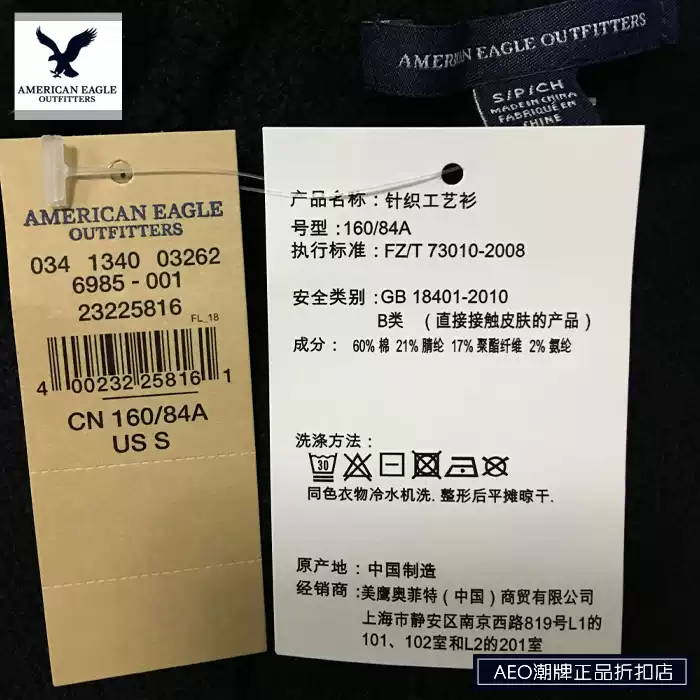 AMERICAN EAGLE
OUTFITTERS
AMERICAN EAGLE OUTFITTERS
S/P/CH
MADE IN CHINA
FABRIQUÉ EN
CHINE
AMERICAN EAGLE
OUTFITTERS
034 1340 03262
6985-001
23225816
FL_18
4 00232 25816 1
CN 160/84A
US S
产品名称：针织工艺衫
号型：160/84A
执行标准：FZ/T 73010-2008
安全类别：GB 18401-2010
B类 （直接接触皮肤的产品）
成分： 60% 棉 21% 腈纶 17% 聚酯纤维 2% 氨纶
洗涤方法：
30
同色衣物冷水机洗. 整形后平摊晾干.
原产地： 中国制造
经销商：美鹰奥菲特（中国）商贸有限公司
上海市静安区南京西路819号L1的
101、102室和L2的201室
AEO潮牌正品折扣店